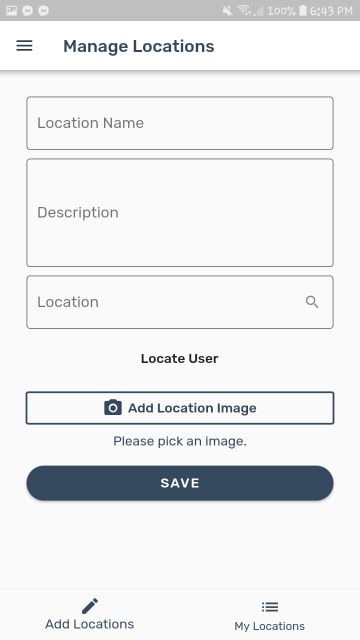 100% 6:43 PM
Manage Locations
Location Name
Description
Location
Locate User
Add Location Image
Please pick an image.
SAVE
Add Locations
My Locations